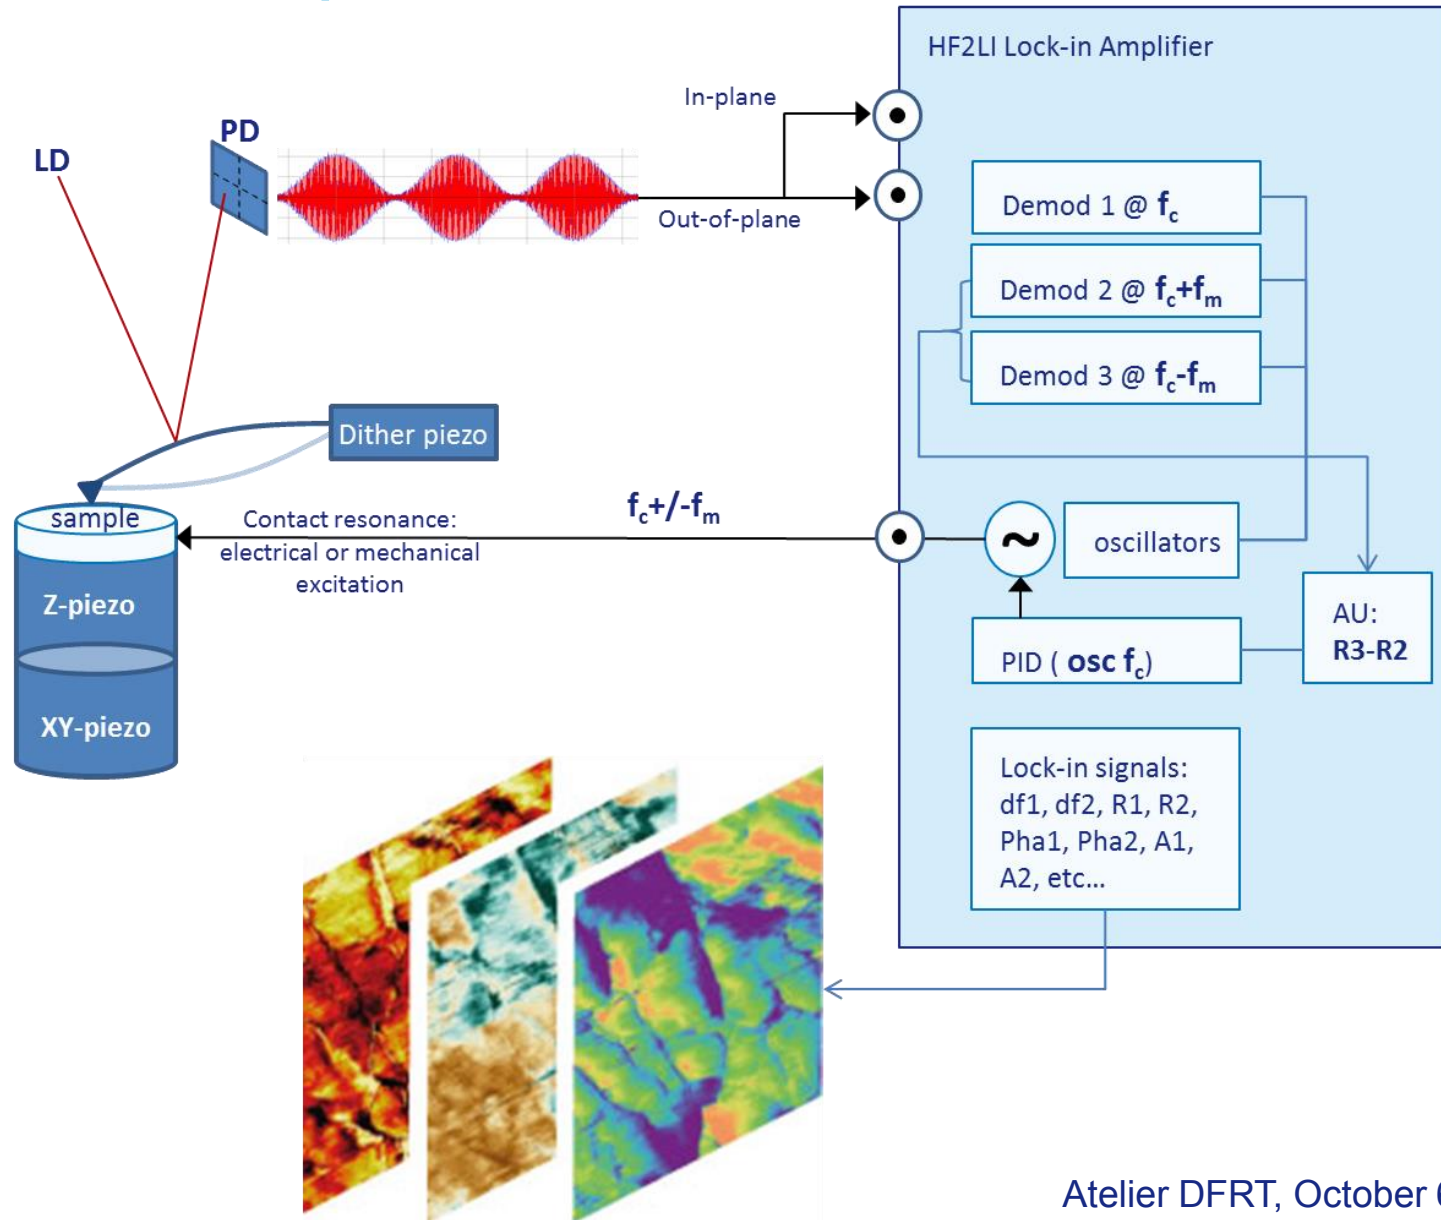 HF2LI Lock-in Amplifier
In-plane
PD
LD
Out-of-plane
Demod 1 @ fc
Demod 2 @ fc+fm
Demod 3 @ fc-fm
Dither piezo
fc+/-fm
sample
Contact resonance:
electrical or mechanical
excitation
~
oscillators
Z-piezo
AU:
R3-R2
PID ( osc fc)
XY-piezo
Lock-in signals:
df1, df2, R1, R2,
Pha1, Pha2, A1,
A2, etc...
Atelier DFRT, October 6